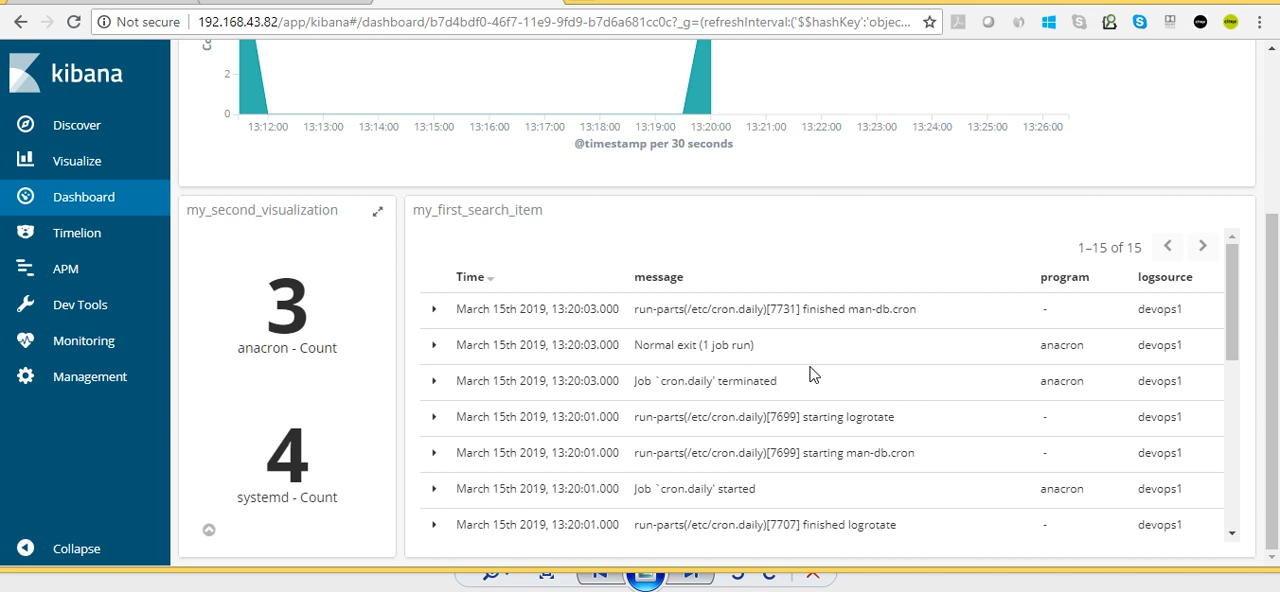 Not secure 192.168.43.82/app/kibana#/dashboard/b7d4bdf0-46f7-11e9-9fd9-b7d6a681cc0c?_g=(refreshInterval:('$$hashKey':'objec...
kibana
Discover
Visualize
Dashboard
Timelion
APM
Dev Tools
Monitoring
Management
Collapse
2
0
13:12:00 13:13:00 13:14:00 13:15:00 13:16:00 13:17:00 13:18:00 13:19:00 13:20:00 13:21:00 13:22:00 13:23:00 13:24:00 13:25:00 13:26:00
@timestamp per 30 seconds
my_second_visualization
3
anacron - Count
4
systemd - Count
my_first_search_item
1–15 of 15
Time message program logsource
March 15th 2019, 13:20:03.000 run-parts(/etc/cron.daily)[7731] finished man-db.cron - devops1
March 15th 2019, 13:20:03.000 Normal exit (1 job run) anacron devops1
March 15th 2019, 13:20:03.000 Job `cron.daily' terminated anacron devops1
March 15th 2019, 13:20:01.000 run-parts(/etc/cron.daily)[7699] starting logrotate - devops1
March 15th 2019, 13:20:01.000 run-parts(/etc/cron.daily)[7699] starting man-db.cron - devops1
March 15th 2019, 13:20:01.000 Job `cron.daily' started anacron devops1
March 15th 2019, 13:20:01.000 run-parts(/etc/cron.daily)[7707] finished logrotate - devops1